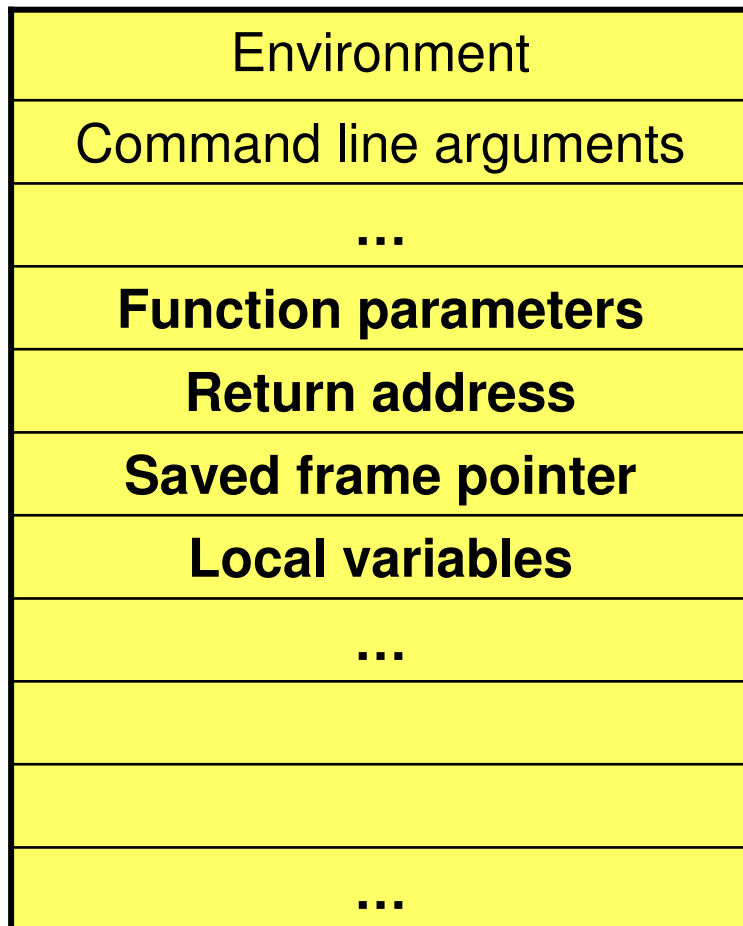 Environment
Command line arguments
...
Function parameters
Return address
Saved frame pointer
Local variables
...
...